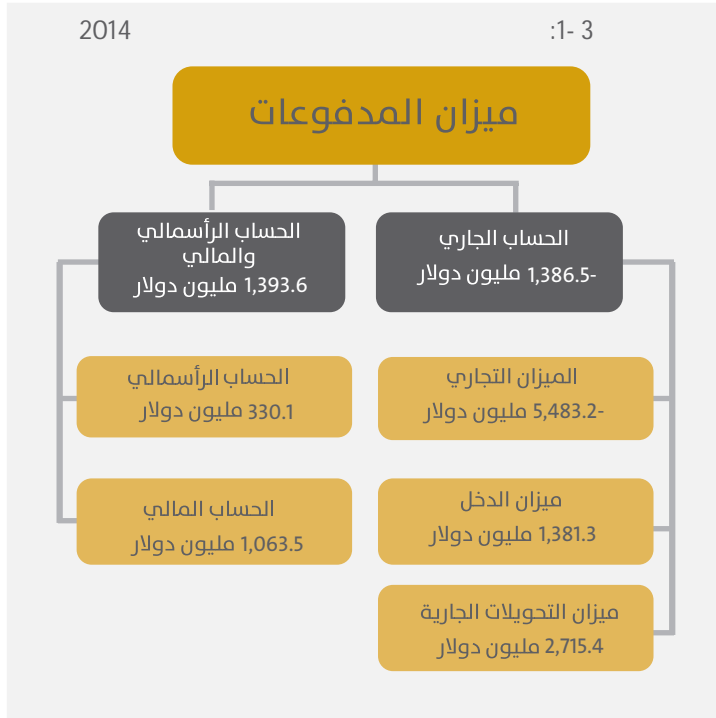 3 -1:
2014
ميزان المدفوعات
الحساب الجاري
-1,386.5 مليون دولار
الميزان التجاري
-5,483.2 مليون دولار
ميزان الدخل
1,381.3 مليون دولار
ميزان التحويلات الجارية
2,715.4 مليون دولار
الحساب الرأسمالي
والمالي
1,393.6 مليون دولار
الحساب الرأسمالي
330.1 مليون دولار
الحساب المالي
1,063.5 مليون دولار